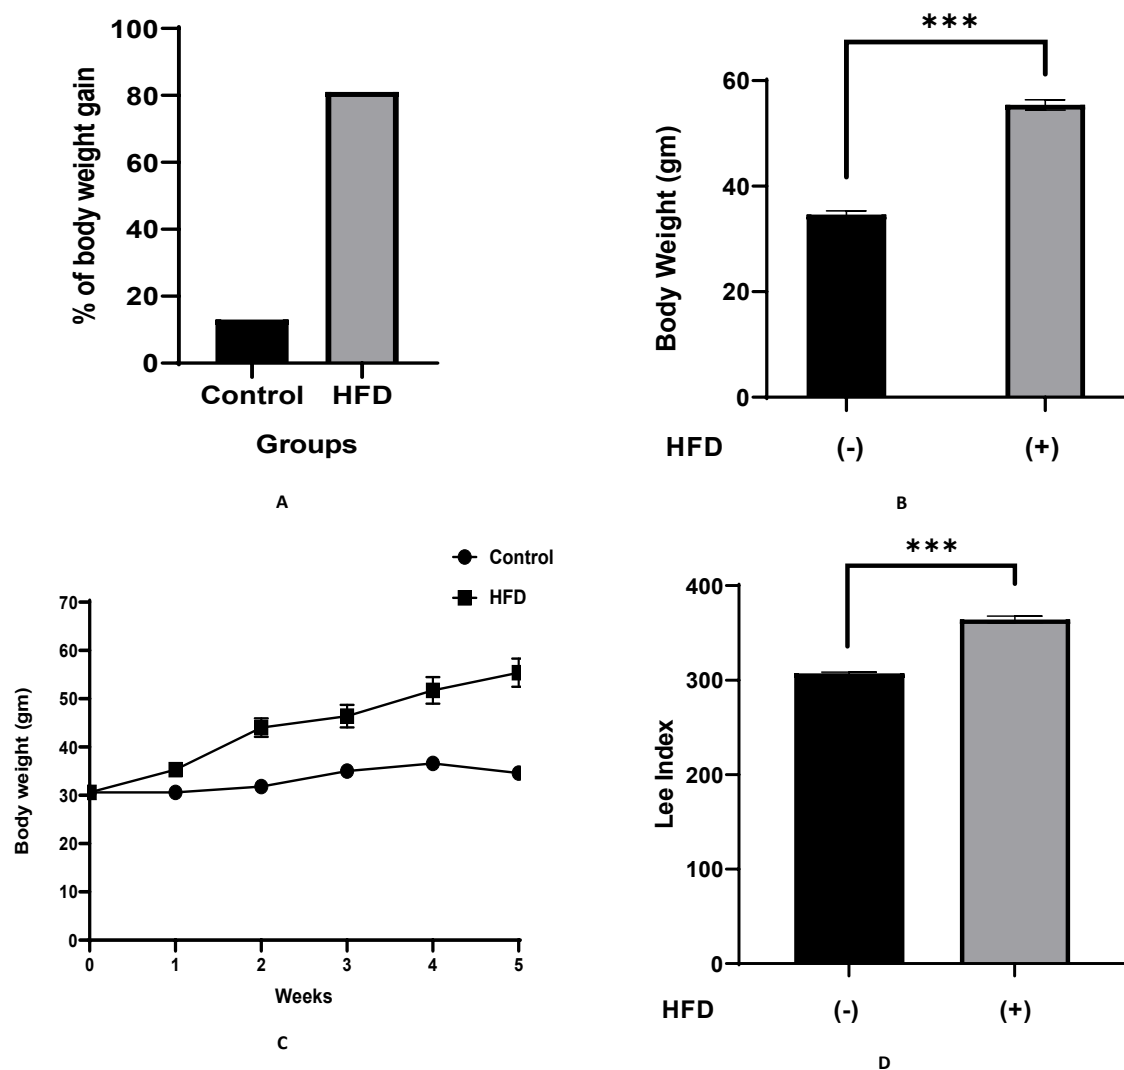 % of body weight gain
100
80
60
40
20
0
Control HFD
Groups
A
***
Body Weight (gm)
60
40
20
0
HFD (-) (+)
B
Control
HFD
Body weight (gm)
70
60
50
40
30
20
10
0
0 1 2 3 4 5
Weeks
C
***
Lee Index
400
300
200
100
0
HFD (-) (+)
D